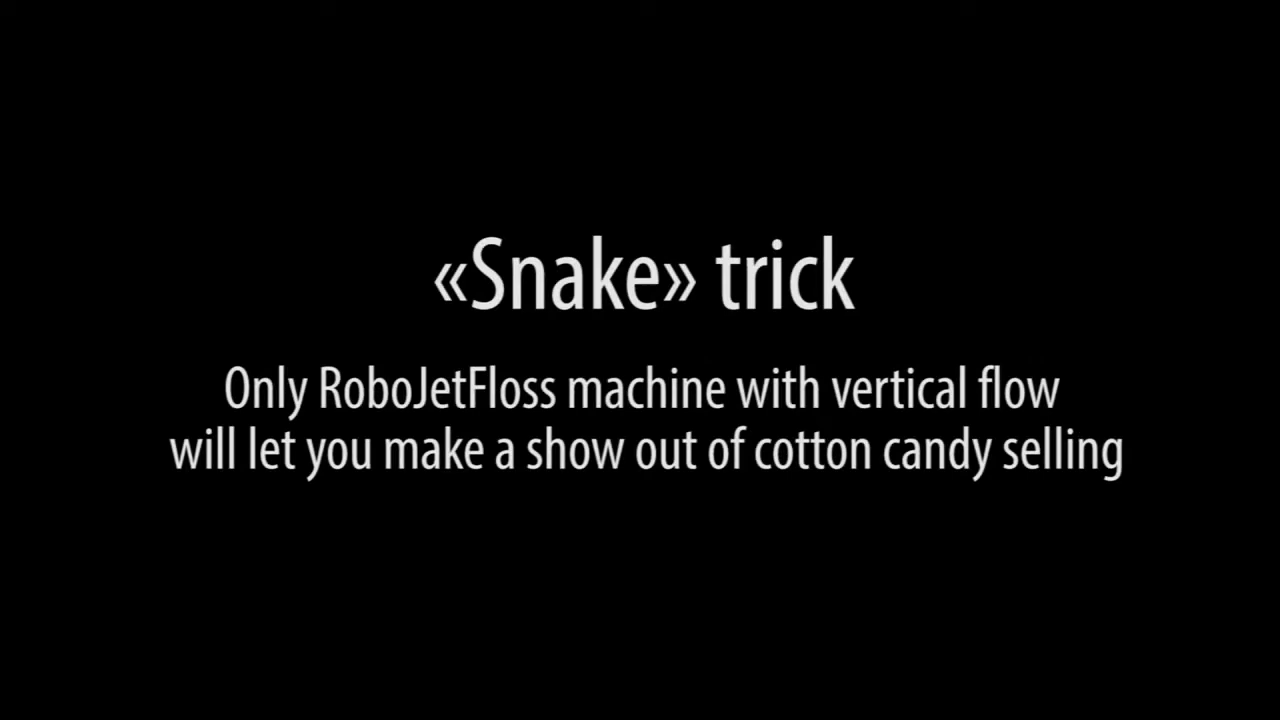 «Snake» trick
Only RoboJetFloss machine with vertical flow
will let you make a show out of cotton candy selling